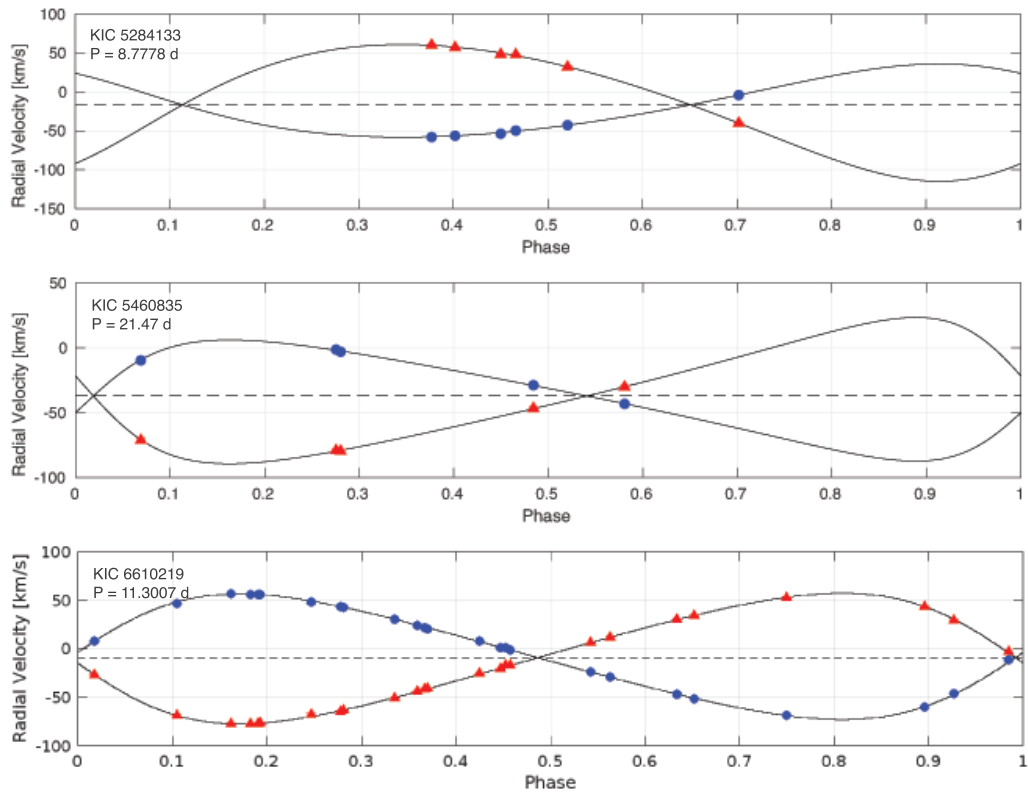 100
50
0
-50
-100
-150
Radial Velocity [km/s]
KIC 5284133
P = 8.7778 d
0 0.1 0.2 0.3 0.4 0.5 0.6 0.7 0.8 0.9 1
Phase
50
0
-50
-100
Radial Velocity [km/s]
KIC 5460835
P = 21.47 d
0 0.1 0.2 0.3 0.4 0.5 0.6 0.7 0.8 0.9 1
Phase
100
50
0
-50
-100
Radial Velocity [km/s]
KIC 6610219
P = 11.3007 d
0 0.1 0.2 0.3 0.4 0.5 0.6 0.7 0.8 0.9 1
Phase